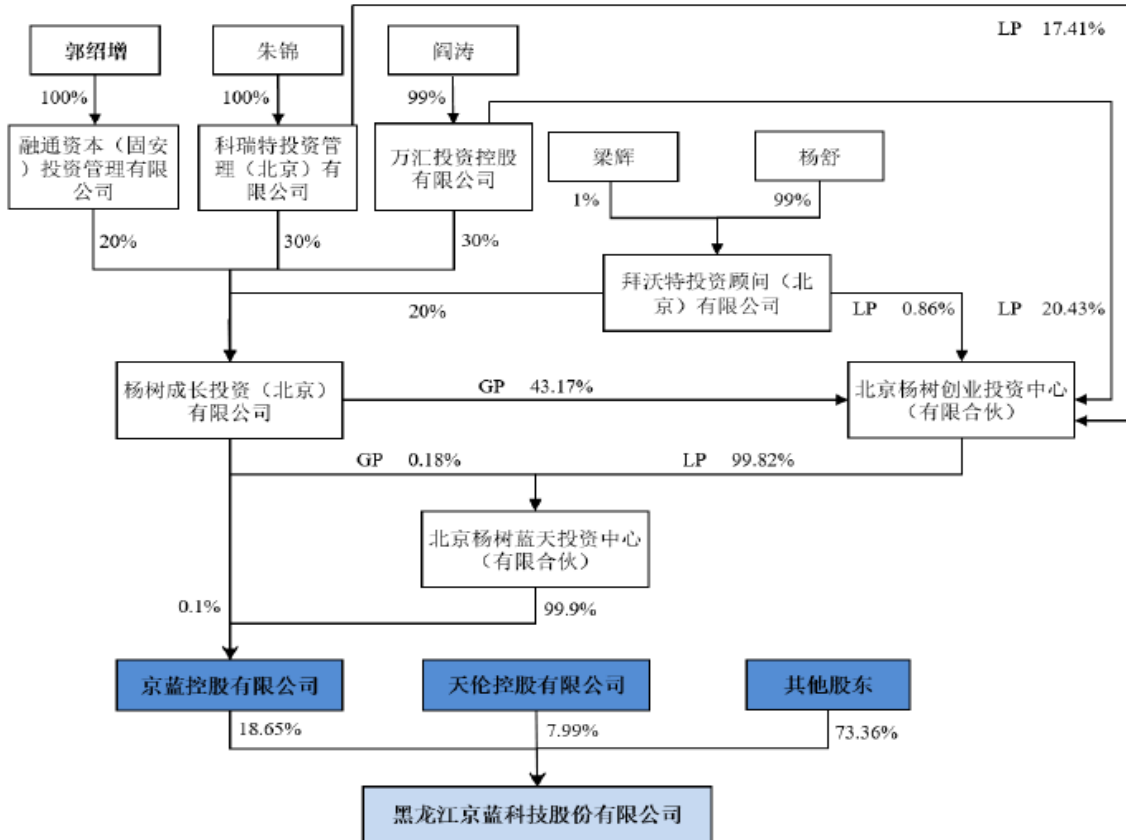 LP 17.41%
郭绍增
朱锦
阎涛
100%
100%
99%
融通资本（固安
）投资管理有限
公司
科瑞特投资管
理（北京）有
限公司
万汇投资控股
有限公司
梁辉
杨舒
1%
99%
20%
30%
30%
拜沃特投资顾问（北
京）有限公司
20%
LP 0.86%
LP 20.43%
杨树成长投资（北京）
有限公司
GP 43.17%
北京杨树创业投资中心
（有限合伙）
GP 0.18%
LP 99.82%
北京杨树蓝天投资中心
（有限合伙）
0.1%
99.9%
京蓝控股有限公司
天伦控股有限公司
其他股东
18.65%
7.99%
73.36%
黑龙江京蓝科技股份有限公司